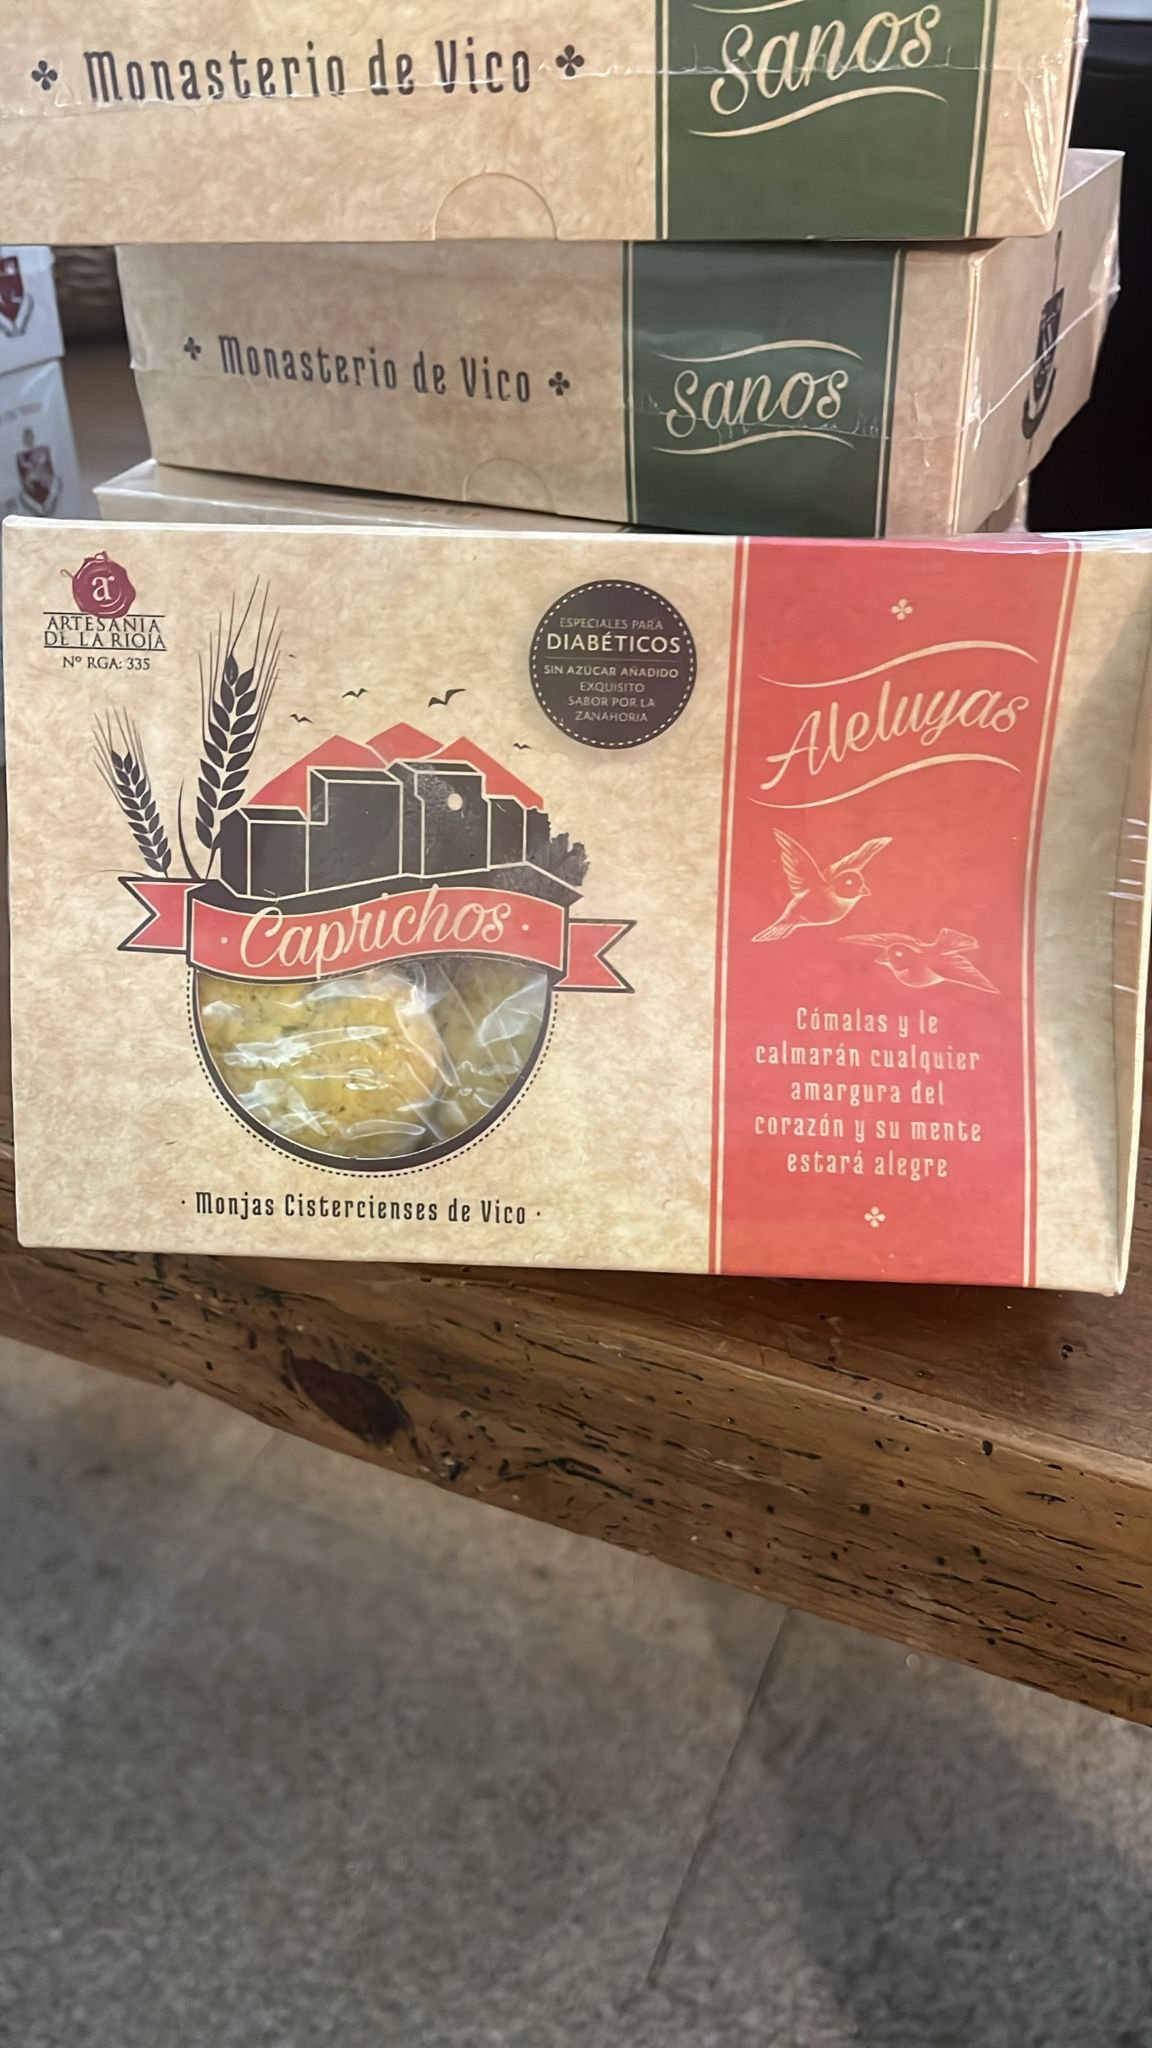 Monasterio de Vico
Sanos
Monasterio de Vico
Sanos
a
ARTESANIA
DE LA RIOJA
Nº RGA: 335
ESPECIALES PARA
DIABÉTICOS
SIN AZÚCAR AÑADIDO
EXQUISITO
SABOR POR LA
ZANAHORIA
Caprichos
· Monjas Cistercienses de Vico ·
Aleluyas
Cómalas y le
calmarán cualquier
amargura del
corazón y su mente
estará alegre